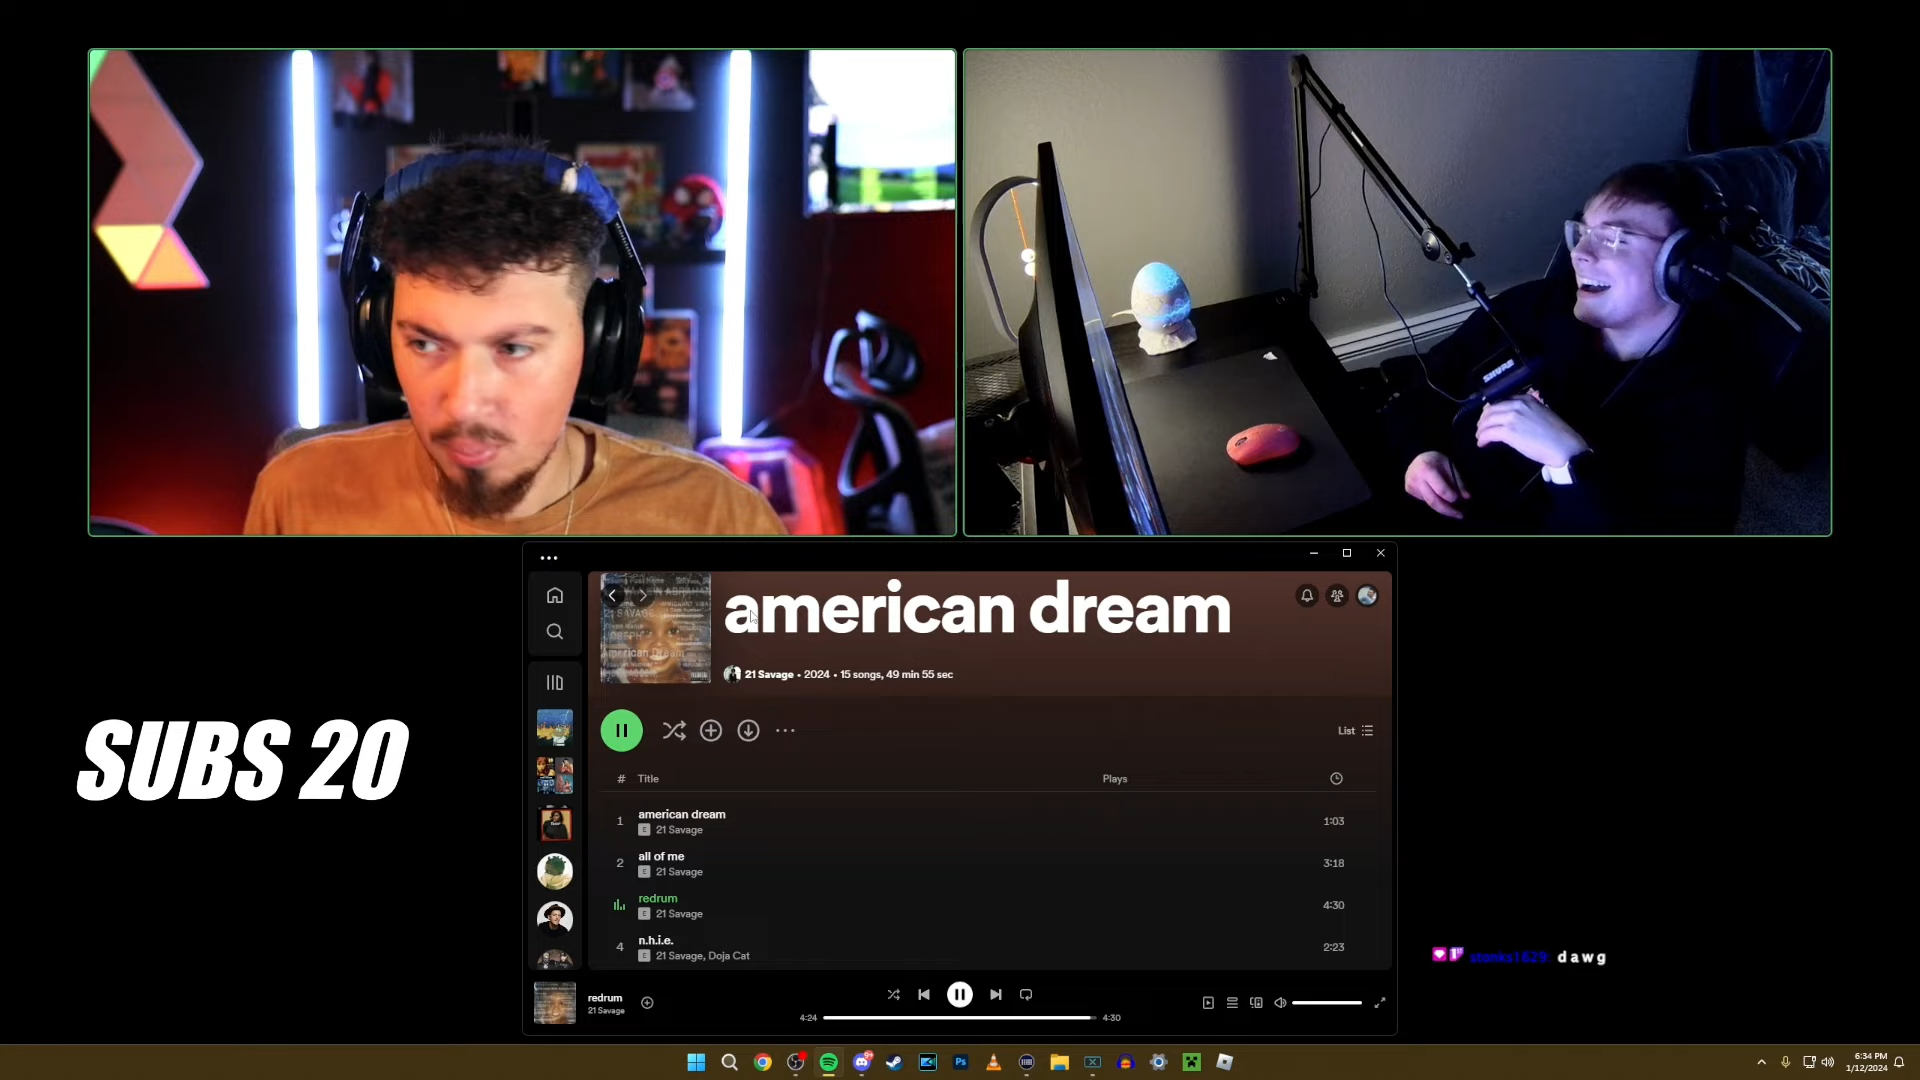 SHURE
american dream
21 Savage • 2024 • 15 songs, 49 min 55 sec
List
# Title Plays
1 american dream 1:03
E 21 Savage
2 all of me 3:18
E 21 Savage
redrum 4:30
E 21 Savage
4 n.h.i.e. 2:23
E 21 Savage, Doja Cat
redrum
21 Savage
4:24 4:30
SUBS 20
stonks1629: dawg
Ps
6:34 PM
1/12/2024